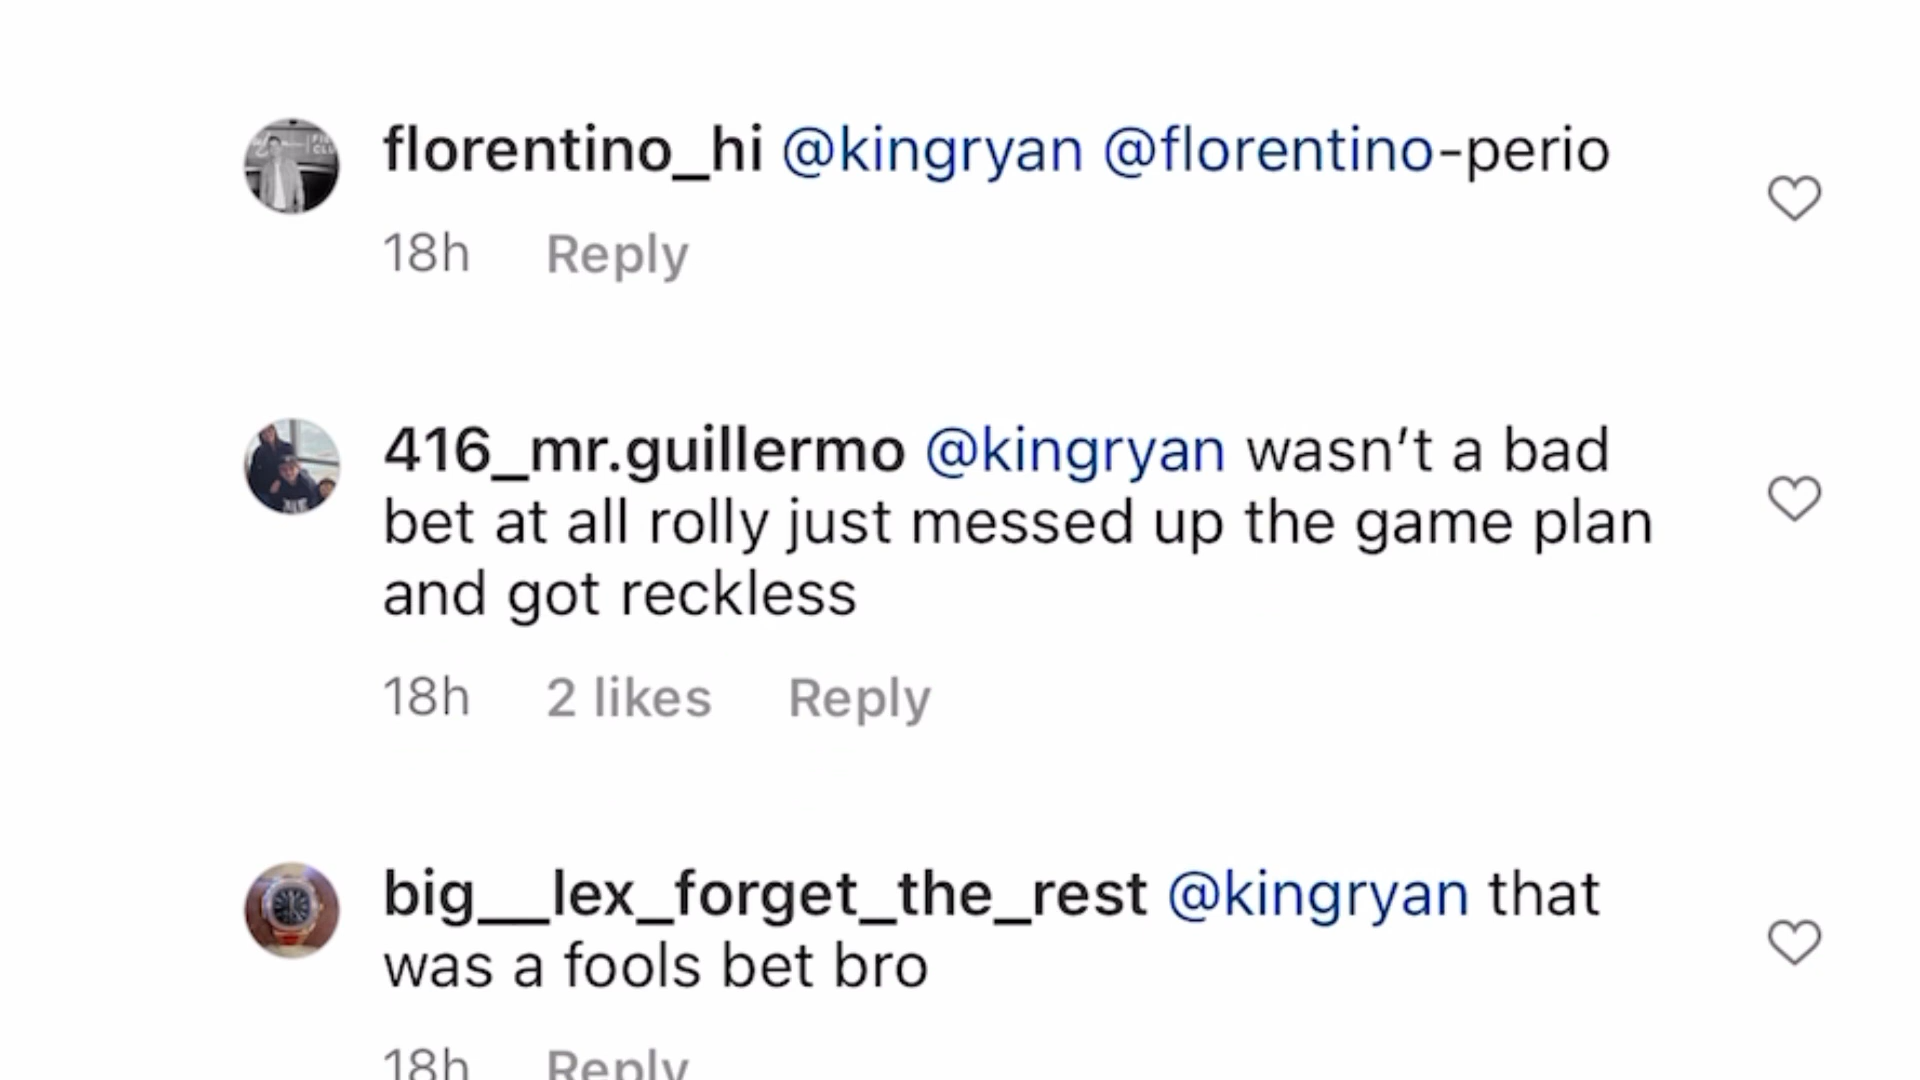 florentino_hi @kingryan @florentino-perio
18h Reply
416_mr.guillermo @kingryan wasn’t a bad
bet at all rolly just messed up the game plan
and got reckless
18h 2 likes Reply
big__lex_forget_the_rest @kingryan that
was a fools bet bro
18h Reply